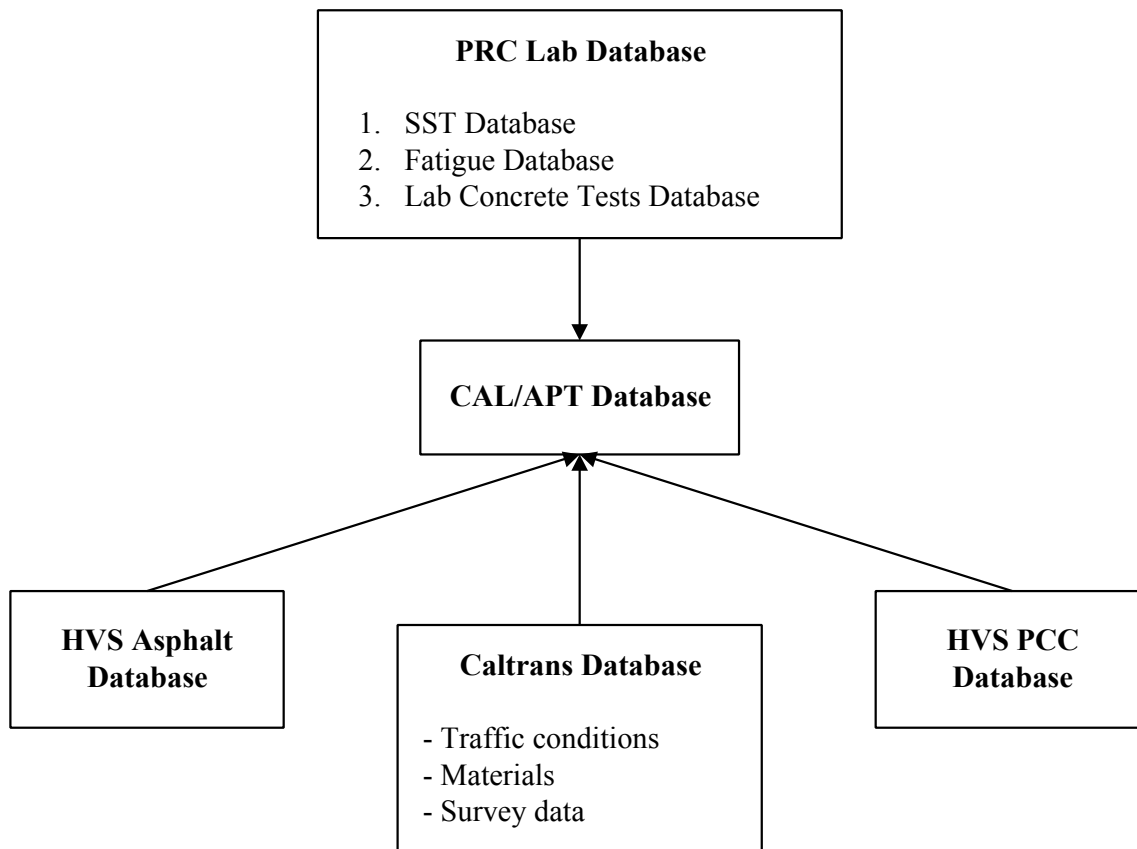 PRC Lab Database
1. SST Database
2. Fatigue Database
3. Lab Concrete Tests Database
CAL/APT Database
HVS Asphalt
Database
Caltrans Database
- Traffic conditions
- Materials
- Survey data
HVS PCC
Database